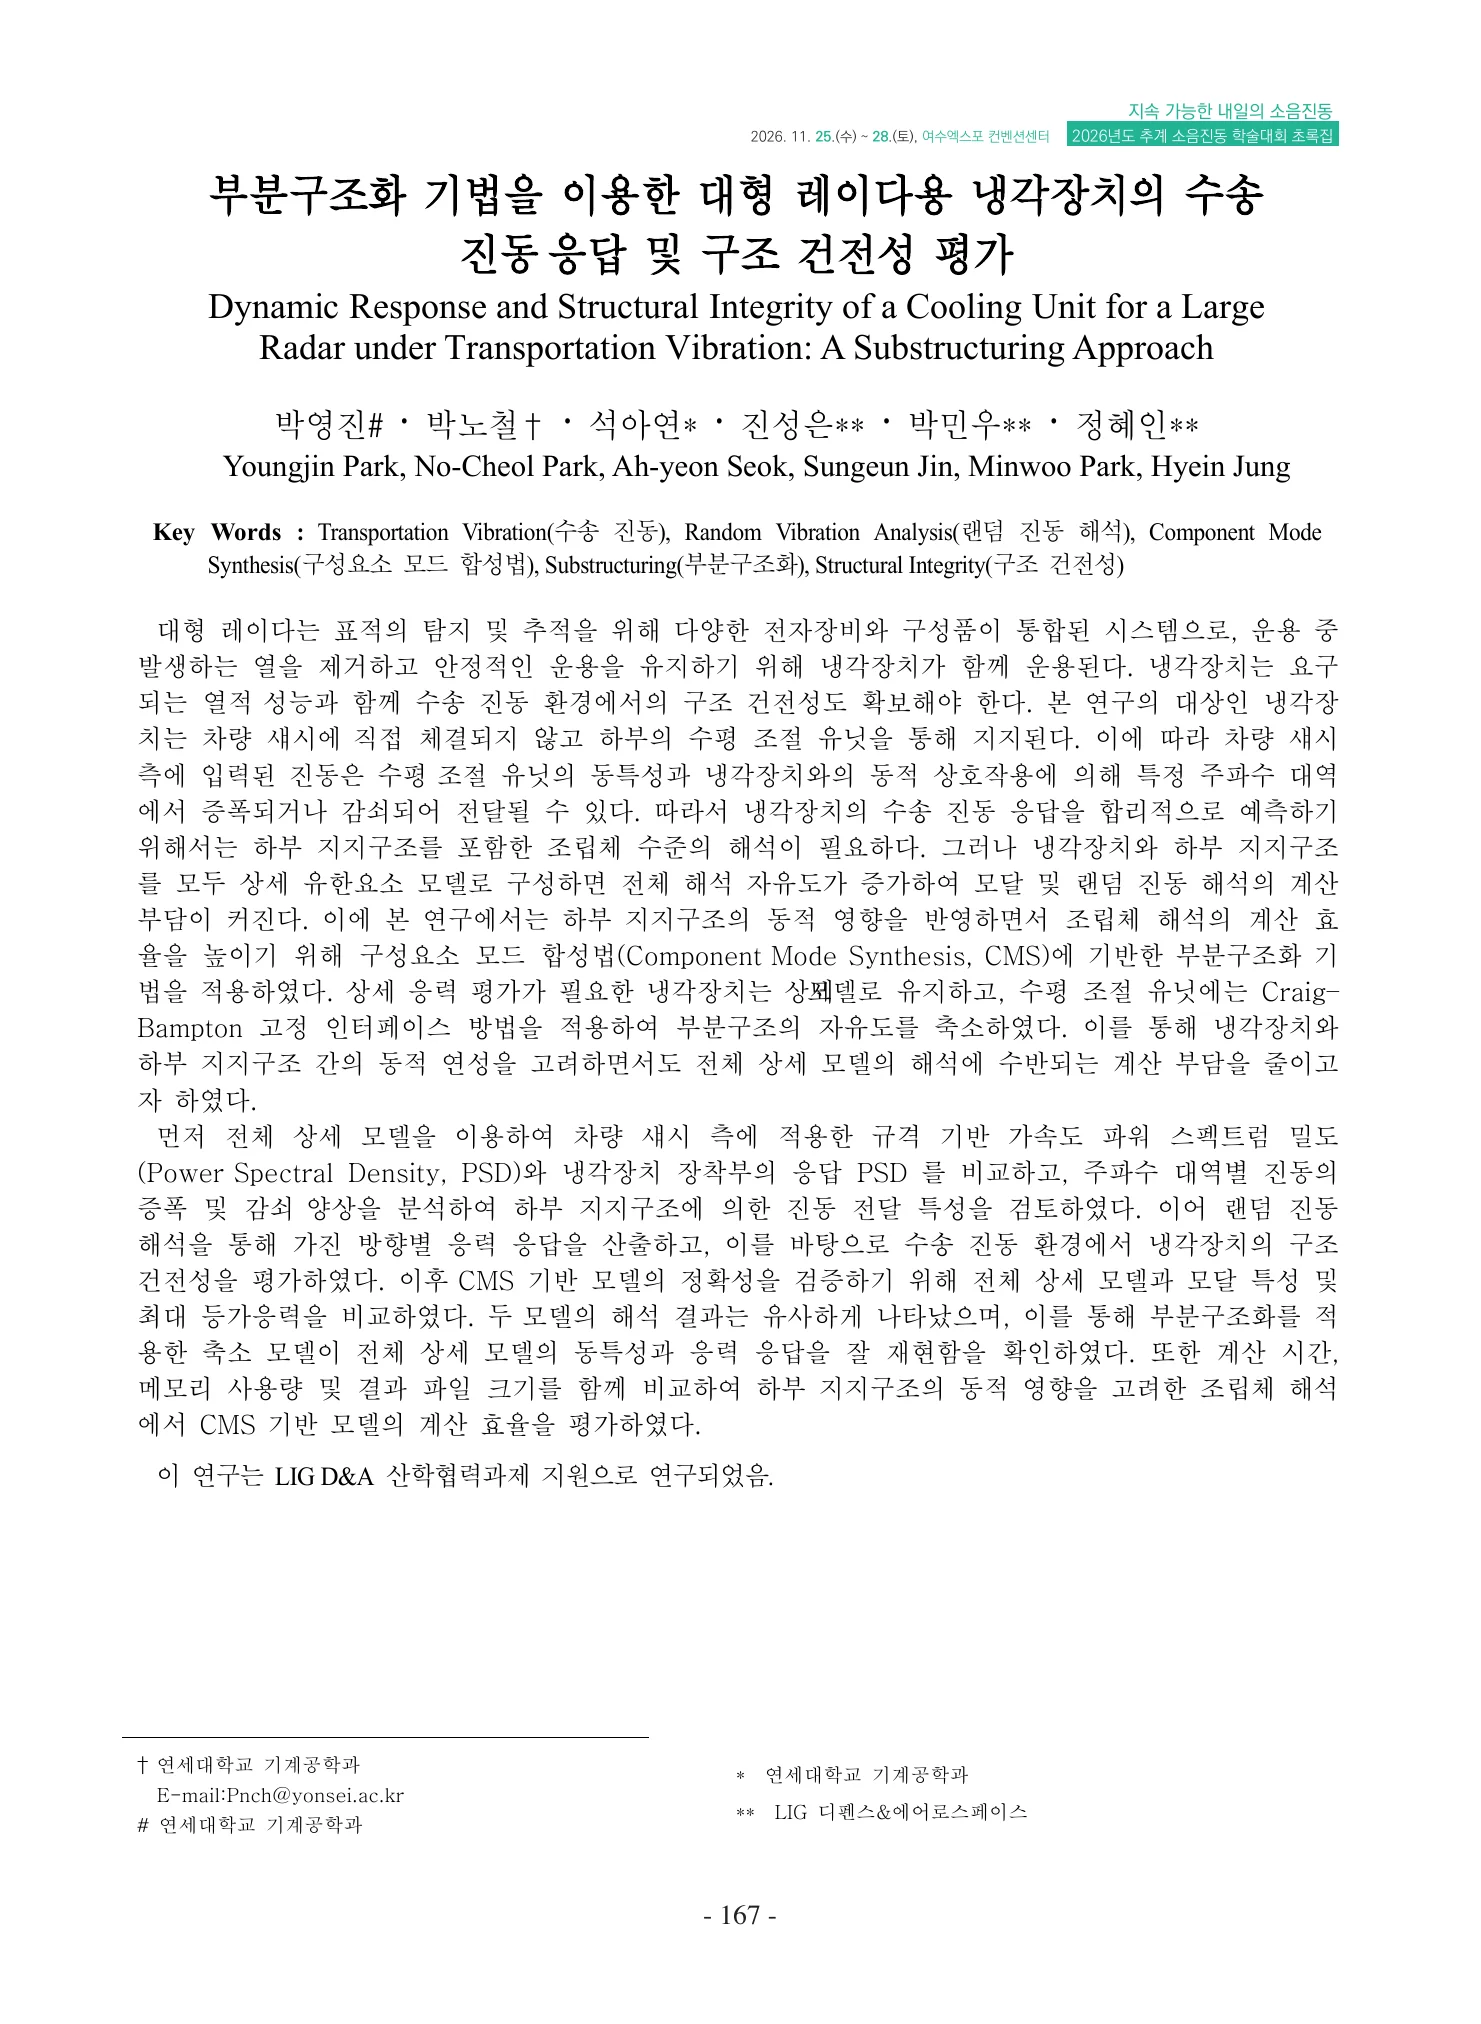 지속 가능한 내일의 소음진동
2026. 11. 25.(수) ~ 28.(토), 여수엑스포 컨벤션센터 2026년도 추계 소음진동 학술대회 초록집
부분구조화 기법을 이용한 대형 레이다용 냉각장치의 수송
진동 응답 및 구조 건전성 평가
Dynamic Response and Structural Integrity of a Cooling Unit for a Large
Radar under Transportation Vibration: A Substructuring Approach
박영진# · 박노철† · 석아연* · 진성은** · 박민우** · 정혜인**
Youngjin Park, No-Cheol Park, Ah-yeon Seok, Sungeun Jin, Minwoo Park, Hyein Jung
Key Words : Transportation Vibration(수송 진동), Random Vibration Analysis(랜덤 진동 해석), Component Mode
Synthesis(구성요소 모드 합성법), Substructuring(부분구조화), Structural Integrity(구조 건전성)
대형 레이다는 표적의 탐지 및 추적을 위해 다양한 전자장비와 구성품이 통합된 시스템으로, 운용 중
발생하는 열을 제거하고 안정적인 운용을 유지하기 위해 냉각장치가 함께 운용된다. 냉각장치는 요구
되는 열적 성능과 함께 수송 진동 환경에서의 구조 건전성도 확보해야 한다. 본 연구의 대상인 냉각장
치는 차량 섀시에 직접 체결되지 않고 하부의 수평 조절 유닛을 통해 지지된다. 이에 따라 차량 섀시
측에 입력된 진동은 수평 조절 유닛의 동특성과 냉각장치와의 동적 상호작용에 의해 특정 주파수 대역
에서 증폭되거나 감쇠되어 전달될 수 있다. 따라서 냉각장치의 수송 진동 응답을 합리적으로 예측하기
위해서는 하부 지지구조를 포함한 조립체 수준의 해석이 필요하다. 그러나 냉각장치와 하부 지지구조
를 모두 상세 유한요소 모델로 구성하면 전체 해석 자유도가 증가하여 모달 및 랜덤 진동 해석의 계산
부담이 커진다. 이에 본 연구에서는 하부 지지구조의 동적 영향을 반영하면서 조립체 해석의 계산 효
율을 높이기 위해 구성요소 모드 합성법(Component Mode Synthesis, CMS)에 기반한 부분구조화 기
법을 적용하였다. 상세 응력 평가가 필요한 냉각장치는 상세모델로 유지하고, 수평 조절 유닛에는 Craig-
Bampton 고정 인터페이스 방법을 적용하여 부분구조의 자유도를 축소하였다. 이를 통해 냉각장치와
하부 지지구조 간의 동적 연성을 고려하면서도 전체 상세 모델의 해석에 수반되는 계산 부담을 줄이고
자 하였다.
먼저 전체 상세 모델을 이용하여 차량 섀시 측에 적용한 규격 기반 가속도 파워 스펙트럼 밀도
(Power Spectral Density, PSD)와 냉각장치 장착부의 응답 PSD 를 비교하고, 주파수 대역별 진동의
증폭 및 감쇠 양상을 분석하여 하부 지지구조에 의한 진동 전달 특성을 검토하였다. 이어 랜덤 진동
해석을 통해 가진 방향별 응력 응답을 산출하고, 이를 바탕으로 수송 진동 환경에서 냉각장치의 구조
건전성을 평가하였다. 이후 CMS 기반 모델의 정확성을 검증하기 위해 전체 상세 모델과 모달 특성 및
최대 등가응력을 비교하였다. 두 모델의 해석 결과는 유사하게 나타났으며, 이를 통해 부분구조화를 적
용한 축소 모델이 전체 상세 모델의 동특성과 응력 응답을 잘 재현함을 확인하였다. 또한 계산 시간,
메모리 사용량 및 결과 파일 크기를 함께 비교하여 하부 지지구조의 동적 영향을 고려한 조립체 해석
에서 CMS 기반 모델의 계산 효율을 평가하였다.
이 연구는 LIG D&A 산학협력과제 지원으로 연구되었음.
† 연세대학교 기계공학과
E-mail:Pnch@yonsei.ac.kr
# 연세대학교 기계공학과
* 연세대학교 기계공학과
** LIG 디펜스&에어로스페이스
- 167 -